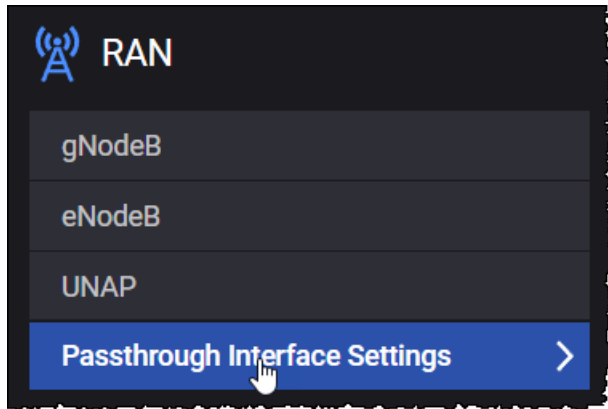 RAN
gNodeB
eNodeB
UNAP
Passthrough Interface Settings